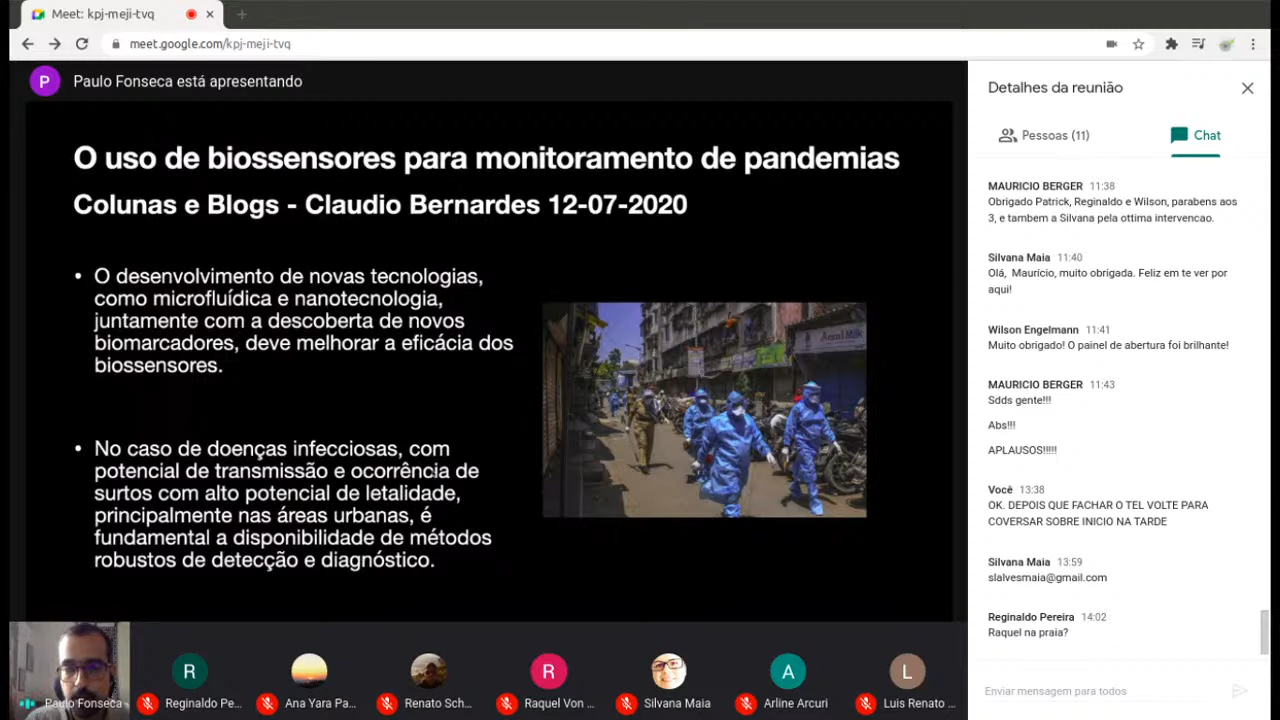 Meet: kpj-meji-tvq
meet.google.com/kpj-meji-tvq
P
Paulo Fonseca está apresentando
O uso de biossensores para monitoramento de pandemias
Colunas e Blogs - Claudio Bernardes 12-07-2020
• O desenvolvimento de novas tecnologias,
como microfluídica e nanotecnologia,
juntamente com a descoberta de novos
biomarcadores, deve melhorar a eficácia dos
biossensores.
• No caso de doenças infecciosas, com
potencial de transmissão e ocorrência de
surtos com alto potencial de letalidade,
principalmente nas áreas urbanas, é
fundamental a disponibilidade de métodos
robustos de detecção e diagnóstico.
Paulo Fonseca
R
Reginaldo Pe...
Ana Yara Pa...
Renato Sch...
R
Raquel Von ...
Silvana Maia
A
Arline Arcuri
L
Luis Renato ...
Detalhes da reunião
Pessoas (11)
Chat
MAURICIO BERGER 11:38
Obrigado Patrick, Reginaldo e Wilson, parabens aos
3, e tambem a Silvana pela ottima intervencao.
Silvana Maia 11:40
Olá, Maurício, muito obrigada. Feliz em te ver por
aqui!
Wilson Engelmann 11:41
Muito obrigado! O painel de abertura foi brilhante!
MAURICIO BERGER 11:43
Sdds gente!!!
Abs!!!
APLAUSOS!!!!!
Você 13:38
OK. DEPOIS QUE FACHAR O TEL VOLTE PARA
COVERSAR SOBRE INICIO NA TARDE
Silvana Maia 13:59
slalvesmaia@gmail.com
Reginaldo Pereira 14:02
Raquel na praia?
Enviar mensagem para todos